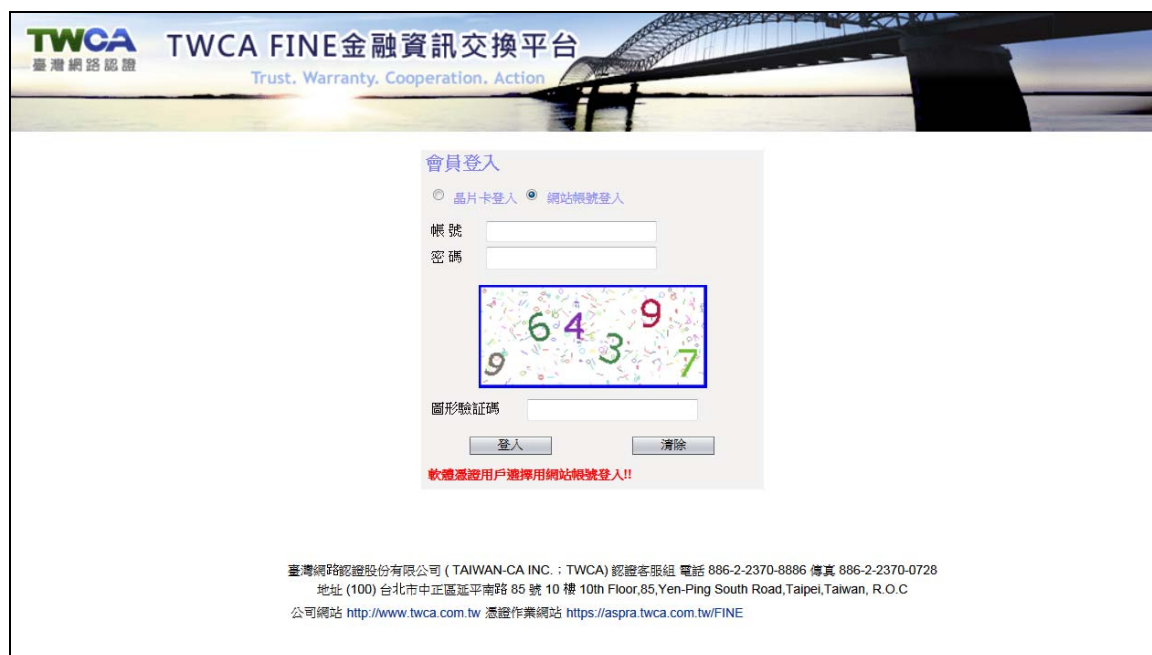 TWCA
臺灣網路認證
TWCA FINE金融資訊交換平台
Trust. Warranty. Cooperation. Action
會員登入
晶片卡登入 網站帳號登入
帳 號
密 碼
964397
圖形驗証碼
登入 清除
軟體憑證用戶選擇用網站帳號登入!!
臺灣網路認證股份有限公司 ( TAIWAN-CA INC.；TWCA) 認證客服組 電話 886-2-2370-8886 傳真 886-2-2370-0728
地址 (100) 台北市中正區延平南路 85 號 10 樓 10th Floor,85,Yen-Ping South Road,Taipei,Taiwan, R.O.C
公司網站 http://www.twca.com.tw 憑證作業網站 https://aspra.twca.com.tw/FINE